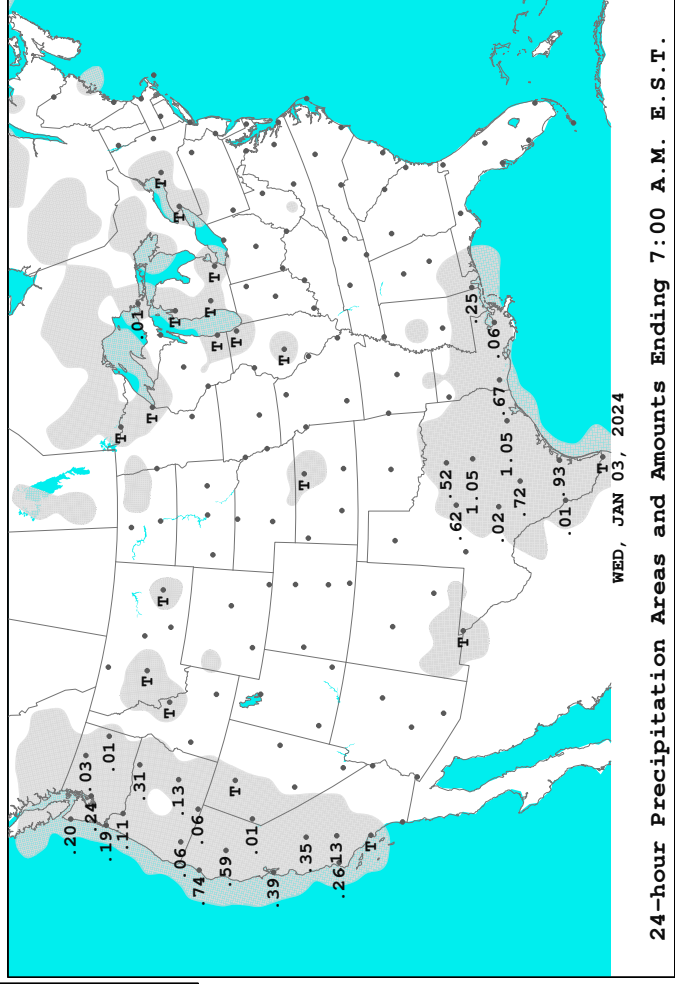 .20
.24
.03
.01
.19
.11
.31
.13
.06
.06
.74
.59
T
.01
.39
.35
.13
.26
T
T
T
T
T
T
T
.01
T
T
T
T
T
T
T
T
T
.52
.62
1.05
.02
1.05
.72
.67
.25
.06
.93
.01
T
WED, JAN 03, 2024
24-hour Precipitation Areas and Amounts Ending 7:00 A.M. E.S.T.